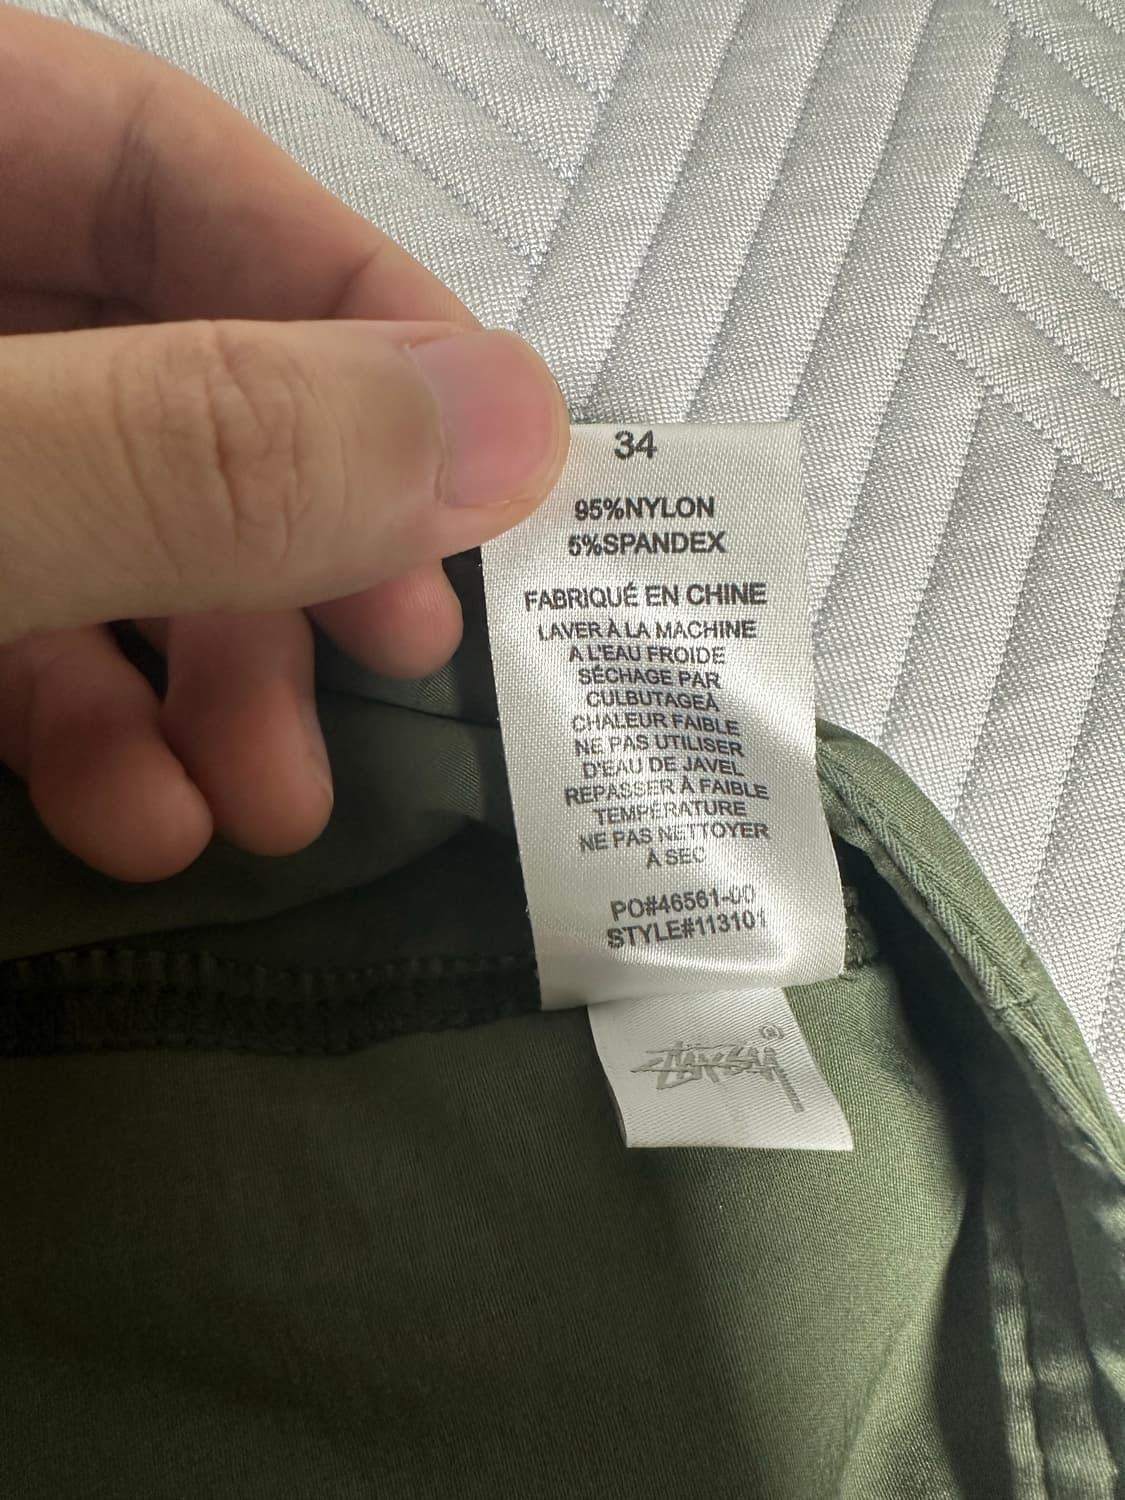 34
95%NYLON
5%SPANDEX
FABRIQUÉ EN CHINE
LAVER À LA MACHINE
A L'EAU FROIDE
SÉCHAGE PAR
CULBUTAGEÀ
CHALEUR FAIBLE
NE PAS UTILISER
D'EAU DE JAVEL
REPASSER À FAIBLE
TEMPÉRATURE
NE PAS NETTOYER
À SEC
PO#46561-00
STYLE#113101
STÜSSY